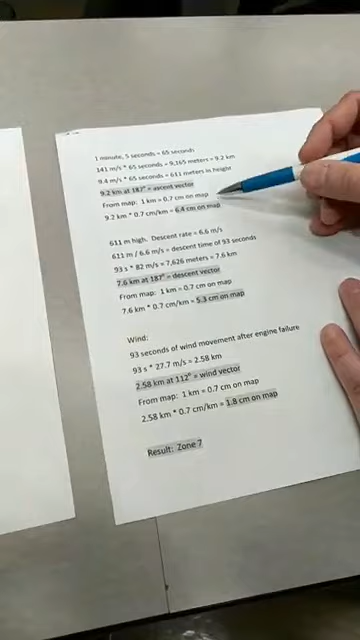 1 minute, 5 seconds = 65 seconds
141 m/s * 65 seconds = 9,165 meters = 9.2 km
9.4 m/s * 65 seconds = 611 meters in height
9.2 km at 187° = ascent vector
From map: 1 km = 0.7 cm on map
9.2 km * 0.7 cm/km = 6.4 cm on map
611 m high. Descent rate = 6.6 m/s
611 m / 6.6 m/s = descent time of 93 seconds
93 s * 82 m/s = 7,626 meters = 7.6 km
7.6 km at 187° = descent vector
From map: 1 km = 0.7 cm on map
7.6 km * 0.7 cm/km = 5.3 cm on map
Wind:
93 seconds of wind movement after engine failure
93 s * 27.7 m/s = 2.58 km
2.58 km at 112° = wind vector
From map: 1 km = 0.7 cm on map
2.58 km * 0.7 cm/km = 1.8 cm on map
Result: Zone 7